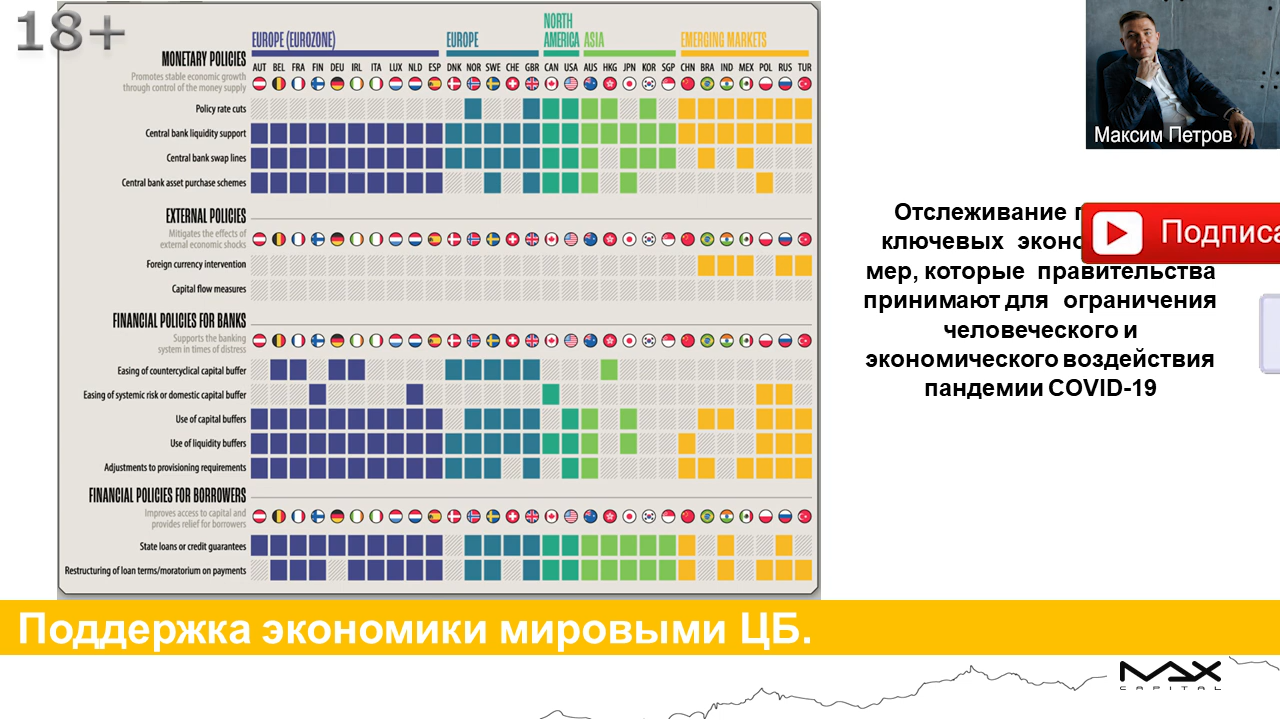 18+
NORTH
EUROPE (EUROZONE) EUROPE AMERICA ASIA EMERGING MARKETS
MONETARY POLICIES
AUT BEL FRA FIN DEU IRL ITA LUX NLD ESP DNK NOR SWE CHE GBR CAN USA AUS HKG JPN KOR SGP CHN BRA IND MEX POL RUS TUR
Promotes stable economic growth
through control of the money supply
Policy rate cuts
Central bank liquidity support
Central bank swap lines
Central bank asset purchase schemes
EXTERNAL POLICIES
Mitigates the effects of
external economic shocks
Foreign currency intervention
Capital flow measures
FINANCIAL POLICIES FOR BANKS
Supports the banking
system in times of distress
Easing of countercyclical capital buffer
Easing of systemic risk or domestic capital buffer
Use of capital buffers
Use of liquidity buffers
Adjustments to provisioning requirements
FINANCIAL POLICIES FOR BORROWERS
Improves access to capital and
provides relief for borrowers
State loans or credit guarantees
Restructuring of loan terms/moratorium on payments
Максим Петров
Отслеживание
ключевых
мер, которые правительства
принимают для ограничения
человеческого и
экономического воздействия
пандемии COVID-19
Подписа
Поддержка экономики мировыми ЦБ.
MAX
CAPITAL